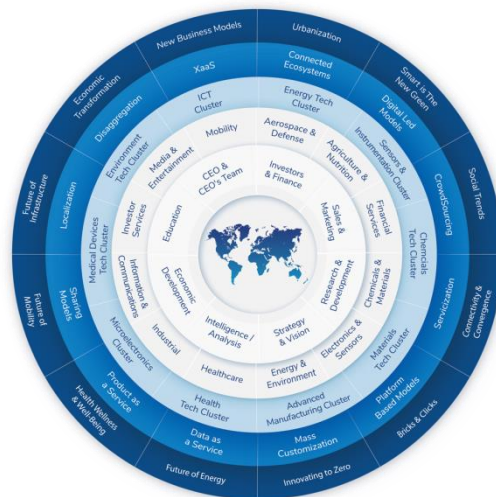 New Business Models
Urbanization
Smart is The
New Green
Social Trends
Connectivity &
Convergence
Bricks & Clicks
Innovating to Zero
Future of Energy
Health Wellness
& Well-Being
Future of
Mobility
Future of
Infrastructure
Economic
Transformation
XaaS
Connected
Ecosystems
Digital Led
Models
CrowdSourcing
Servicization
Platform
Based Models
Mass
Customization
Data as
a Service
Product as
a Service
Sharing
Models
Localization
Disaggregation
ICT
Cluster
Energy Tech
Cluster
Sensors &
Instrumentation Cluster
Chemcials
Tech Cluster
Materials
Tech Cluster
Advanced
Manufacturing Cluster
Health
Tech Cluster
Microelectronics
Cluster
Medical Devices
Tech Cluster
Environment
Tech Cluster
Mobility
Aerospace &
Defense
Agriculture &
Nutrition
Financial
Services
Chemicals &
Materials
Electronics &
Sensors
Energy &
Environment
Healthcare
Industrial
Information &
Communications
Investor
Services
Media &
Entertainment
CEO &
CEO's Team
Investors
& Finance
Sales &
Marketing
Research &
Development
Strategy
& Vision
Intelligence /
Analysis
Economic
Development
Education